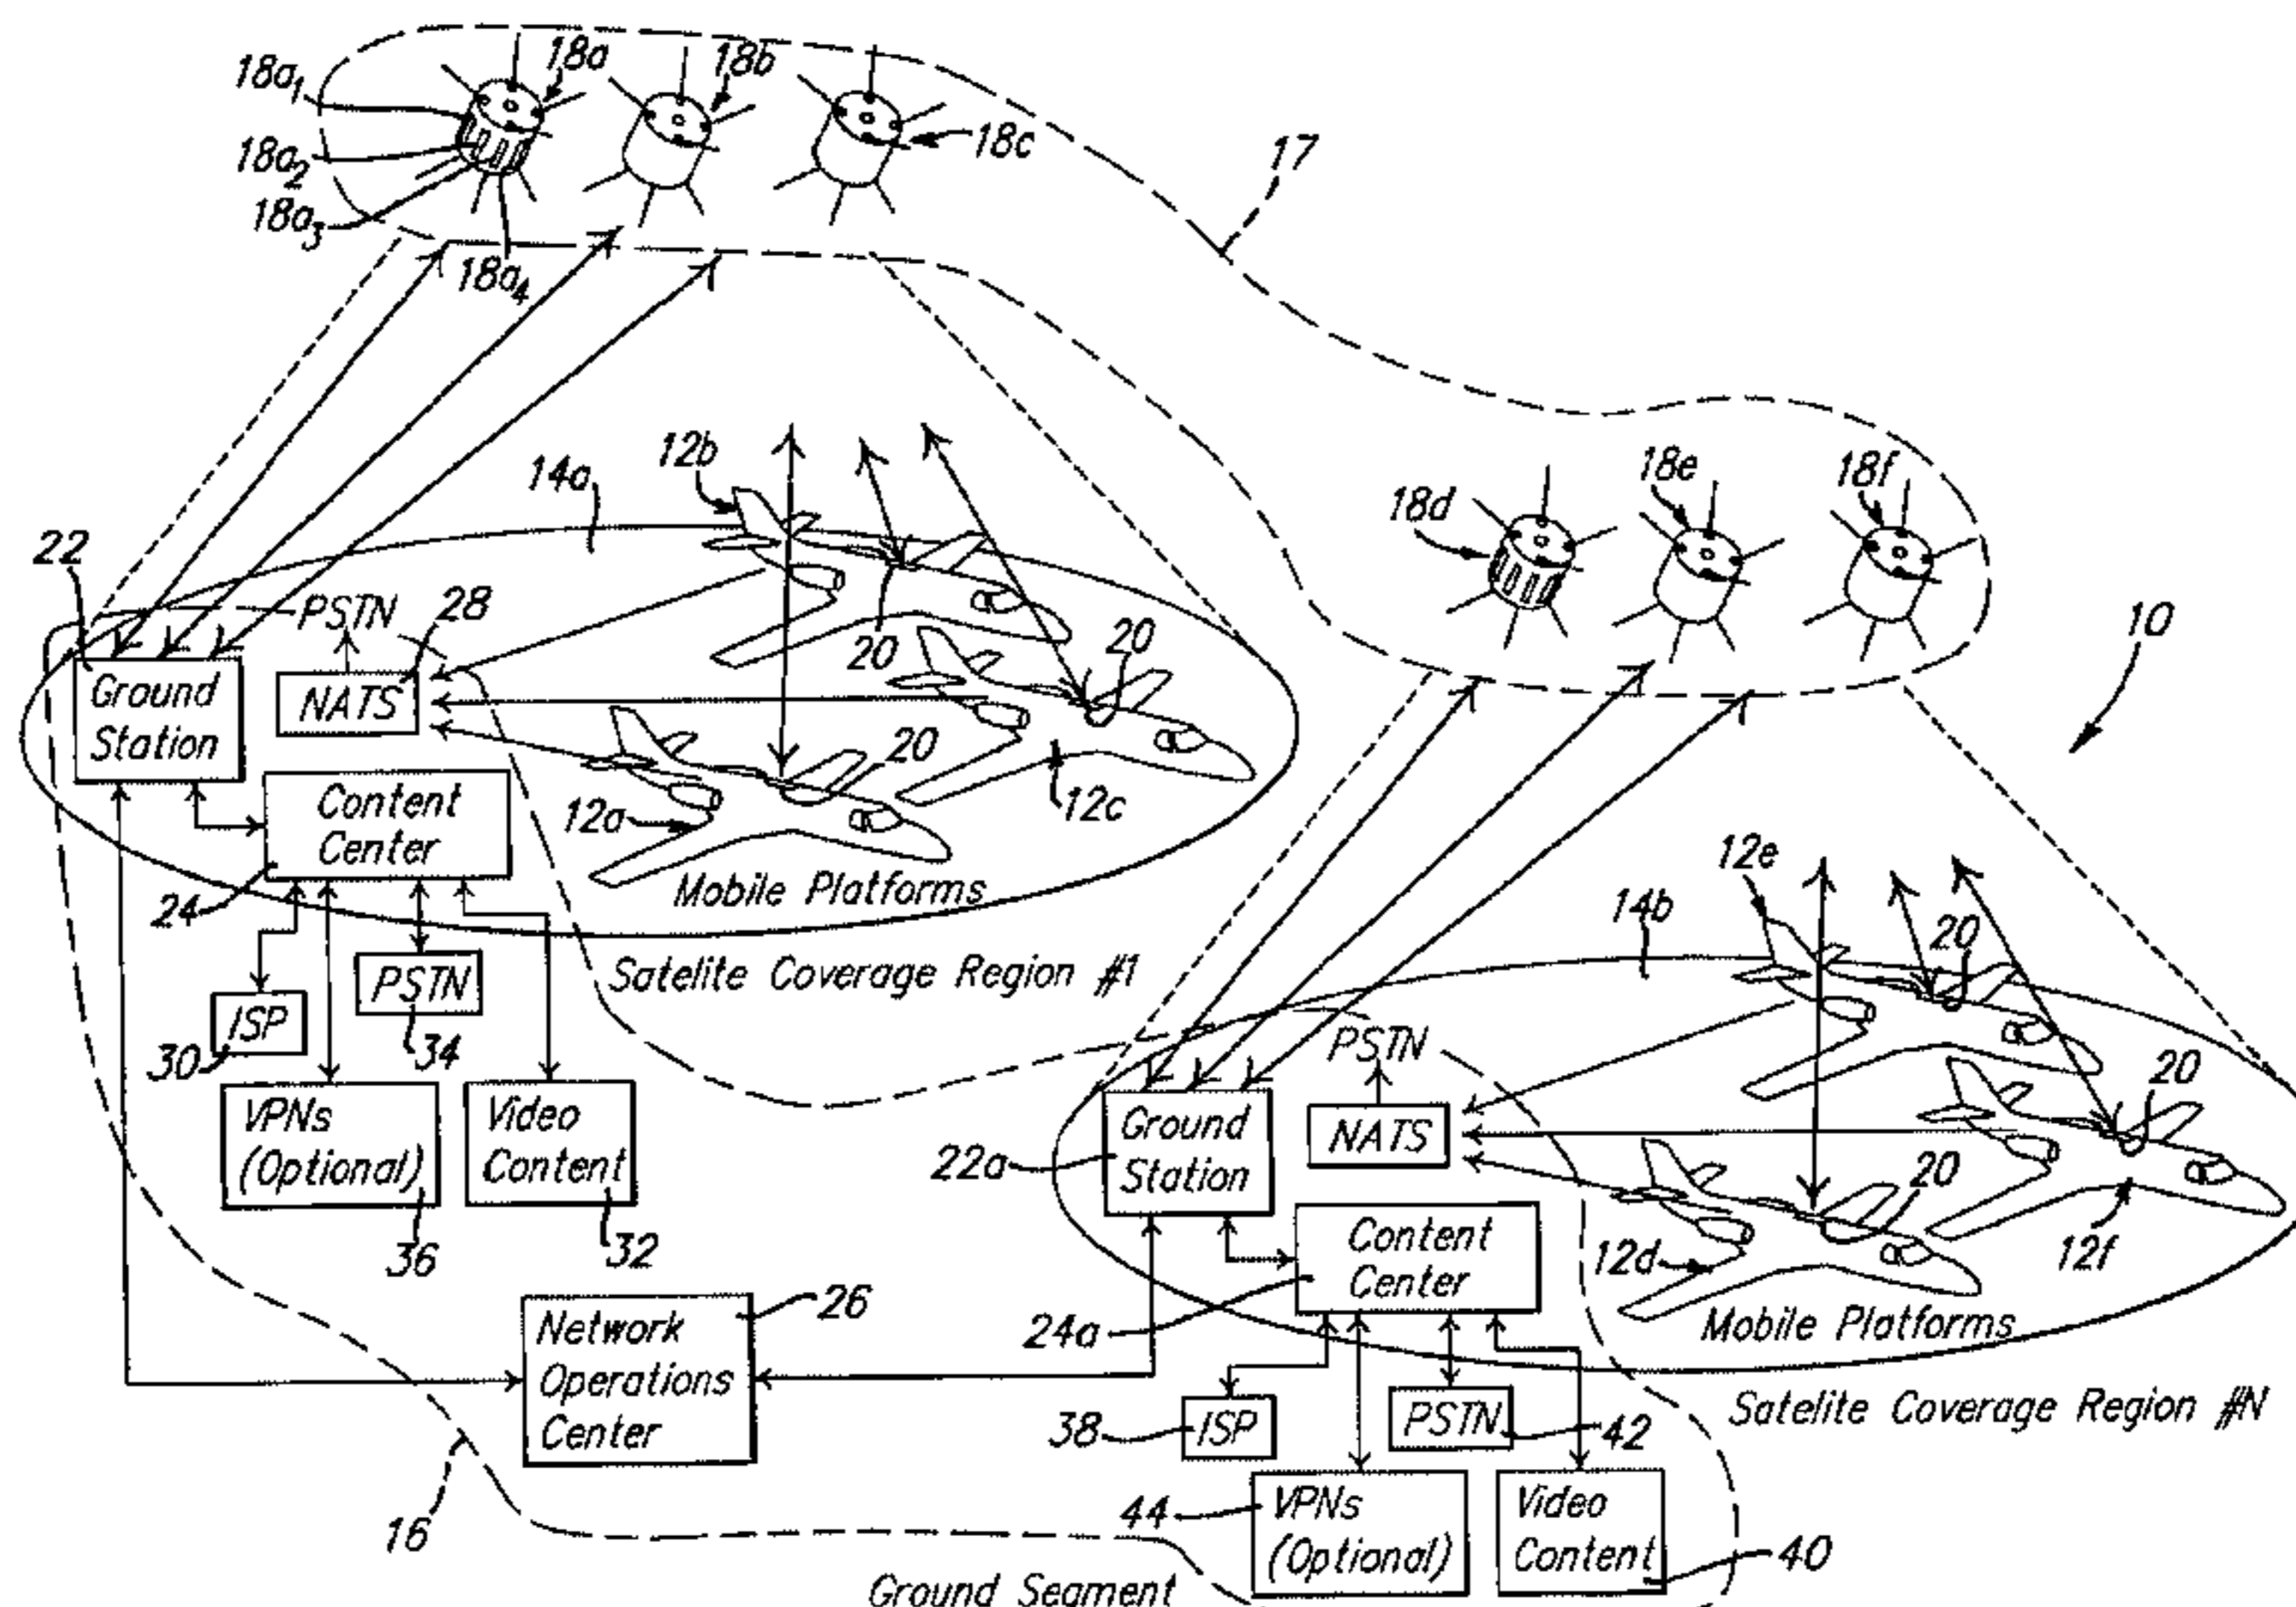 18a1
18a
18b
18a2
18c
17
18a3
18a4
12b
18e
18f
14a
18d
22
PSTN
28
20
20
10
Ground
Station
NATS
20
Content
Center
12a
12c
12e
24
Mobile Platforms
14b
20
Satelite Coverage Region #1
PSTN
ISP
PSTN
30
34
20
VPNs
(Optional)
Video
Content
Ground
Station
NATS
22a
20
36
32
Content
Center
12d
12f
26
Network
Operations
Center
24a
Mobile Platforms
Satelite Coverage Region #N
38
ISP
PSTN
42
16
44
VPNs
(Optional)
Video
Content
40
Ground Segment